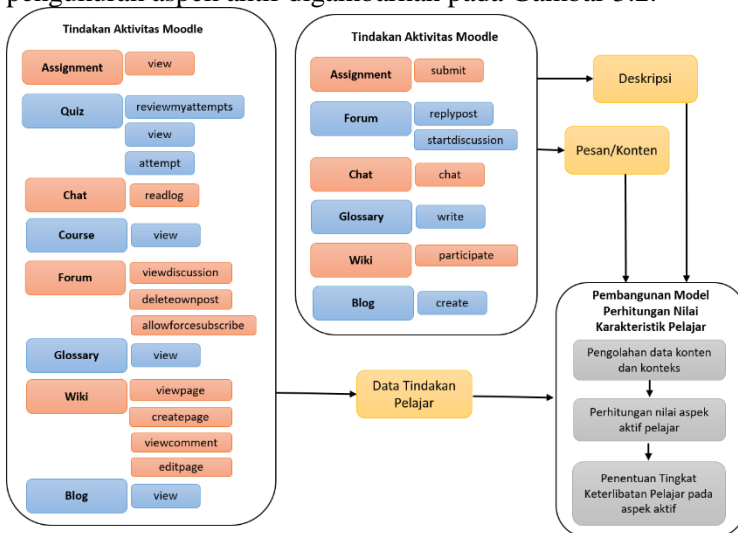 pengukuran aspek aktif digambarkan pada Gambar 3.2.
Tindakan Aktivitas Moodle
Assignment
view
Quiz
reviewmyattempts
view
attempt
Chat
readlog
Course
view
Forum
viewdiscussion
deleteownpost
allowforcesubscribe
Glossary
view
Wiki
viewpage
createpage
viewcomment
editpage
Blog
view
Tindakan Aktivitas Moodle
Assignment
submit
Forum
replypost
startdiscussion
Chat
chat
Glossary
write
Wiki
participate
Blog
create
Deskripsi
Pesan/Konten
Data Tindakan
Pelajar
Pembangunan Model
Perhitungan Nilai
Karakteristik Pelajar
Pengolahan data konten
dan konteks
Perhitungan nilai aspek
aktif pelajar
Penentuan Tingkat
Keterlibatan Pelajar pada
aspek aktif